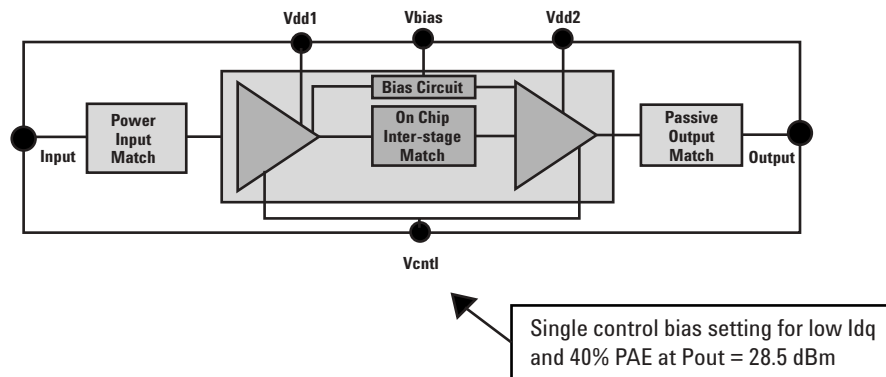 Vdd1
Vbias
Vdd2
Bias Circuit
Power
Input
Match
On Chip
Inter-stage
Match
Passive
Output
Match
Input
Output
Vcntl
Single control bias setting for low Idq
and 40% PAE at Pout = 28.5 dBm